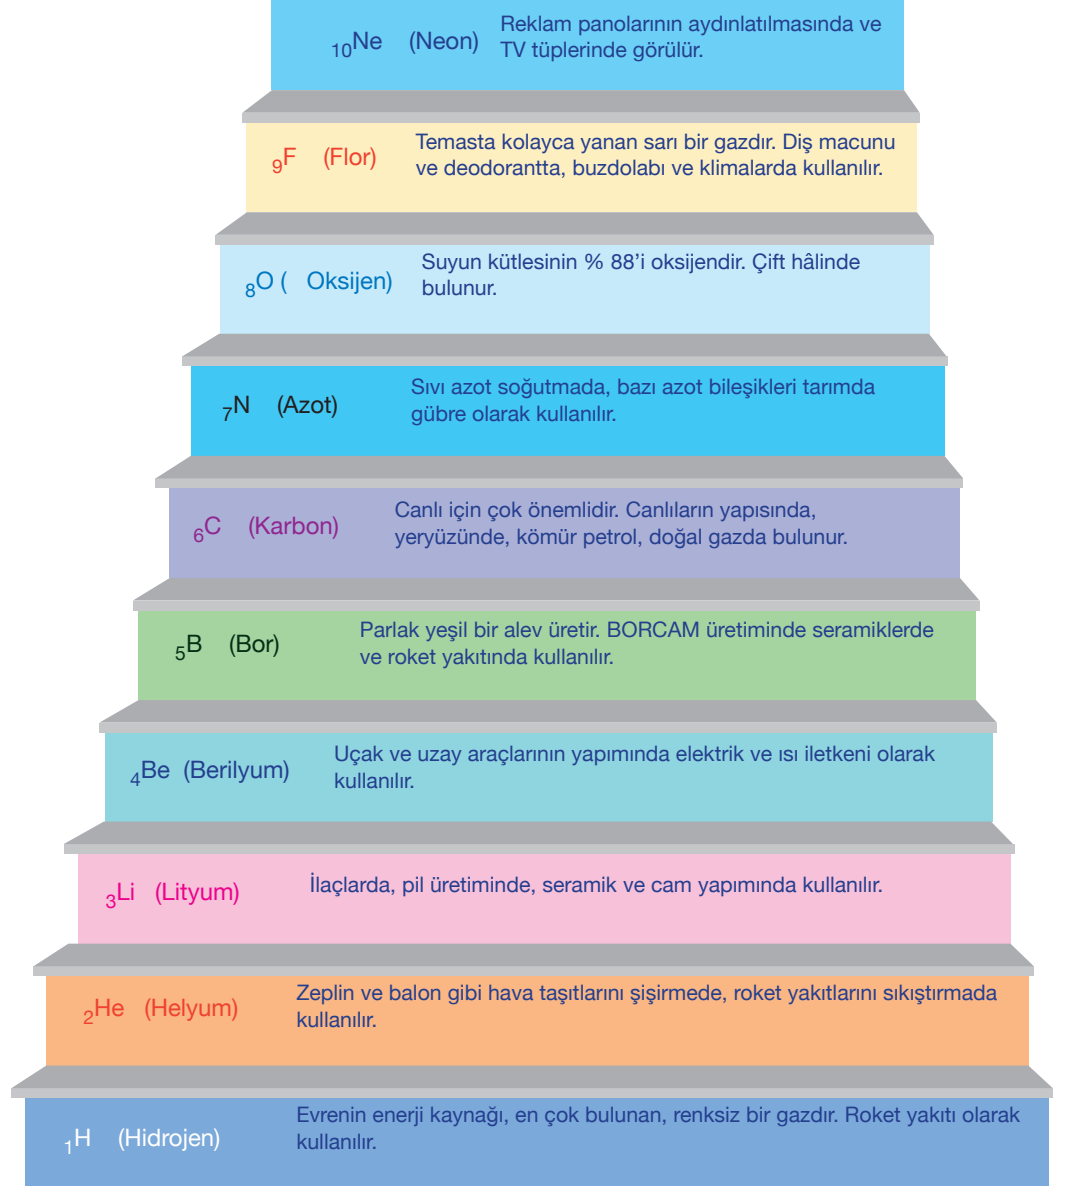 ₁₀Ne (Neon) Reklam panolarının aydınlatılmasında ve
TV tüplerinde görülür.
₉F (Flor) Temasta kolayca yanan sarı bir gazdır. Diş macunu
ve deodorantta, buzdolabı ve klimalarda kullanılır.
₈O ( Oksijen) Suyun kütlesinin % 88’i oksijendir. Çift hâlinde
bulunur.
₇N (Azot) Sıvı azot soğutmada, bazı azot bileşikleri tarımda
gübre olarak kullanılır.
₆C (Karbon) Canlı için çok önemlidir. Canlıların yapısında,
yeryüzünde, kömür petrol, doğal gazda bulunur.
₅B (Bor) Parlak yeşil bir alev üretir. BORCAM üretiminde seramiklerde
ve roket yakıtında kullanılır.
₄Be (Berilyum) Uçak ve uzay araçlarının yapımında elektrik ve ısı iletkeni olarak
kullanılır.
₃Li (Lityum) İlaçlarda, pil üretiminde, seramik ve cam yapımında kullanılır.
₂He (Helyum) Zeplin ve balon gibi hava taşıtlarını şişirmede, roket yakıtlarını sıkıştırmada
kullanılır.
₁H (Hidrojen) Evrenin enerji kaynağı, en çok bulunan, renksiz bir gazdır. Roket yakıtı olarak
kullanılır.